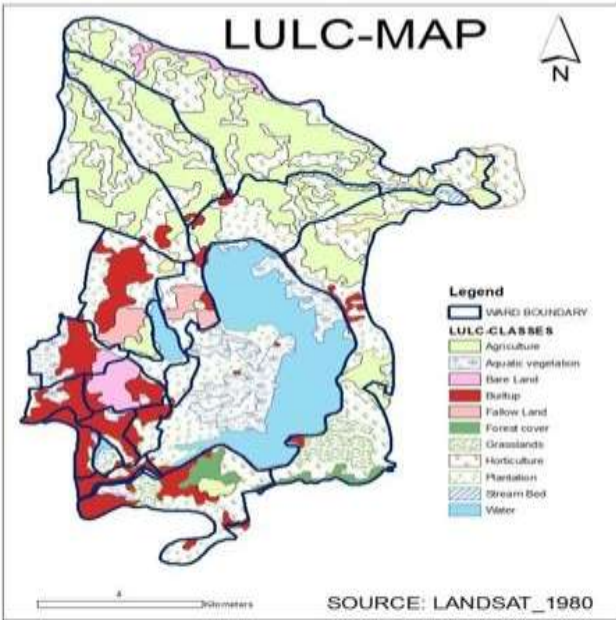 LULC-MAP
N
Legend
WARD BOUNDARY
LULC-CLASSES
Agriculture
Aquatic vegetation
Bare Land
Builtup
Fallow Land
Forest cover
Grasslands
Horticulture
Plantation
Stream Bed
Water
4
Kilometers
SOURCE: LANDSAT_1980